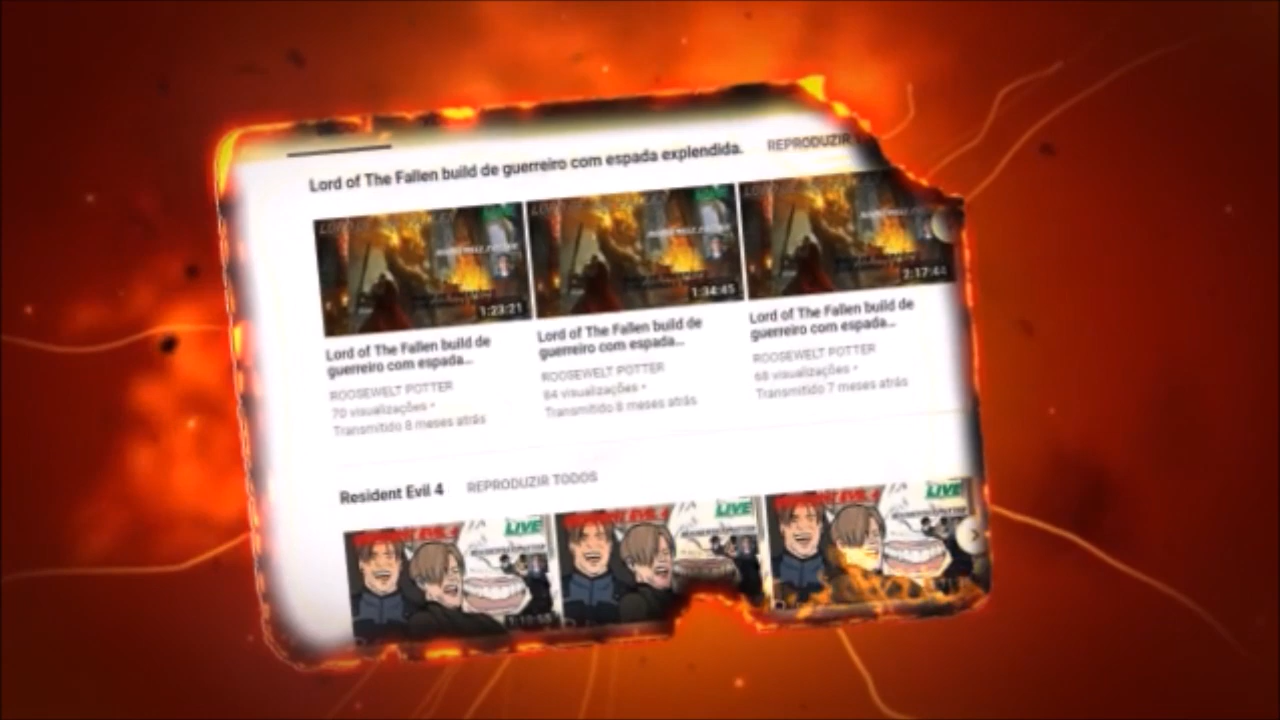 Lord of The Fallen build de guerreiro com espada explendida.
REPRODUZIR
1:23:21
1:34:45
2:17:44
Lord of The Fallen build de
guerreiro com espada...
ROOSEWELT POTTER
70 visualizações •
Transmitido 8 meses atrás
Lord of The Fallen build de
guerreiro com espada...
ROOSEWELT POTTER
84 visualizações •
Transmitido 8 meses atrás
Lord of The Fallen build de
guerreiro com espada...
ROOSEWELT POTTER
68 visualizações •
Transmitido 7 meses atrás
Resident Evil 4
REPRODUZIR TODOS
LIVE
LIVE
LIVE